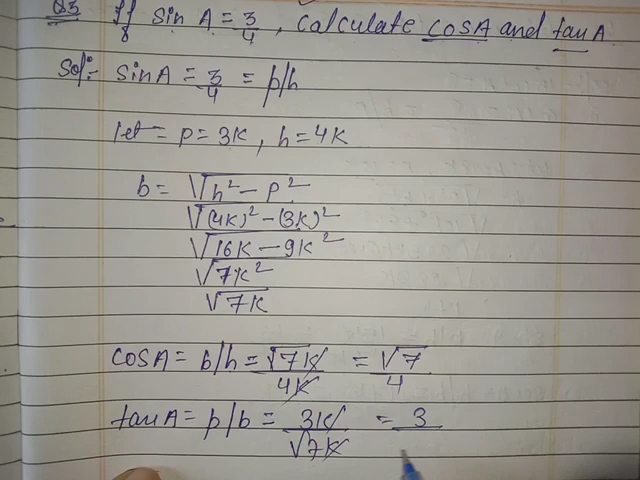 Q3 If sin A = 3/4, calculate cosA and tanA
Sol:- sinA = 3/4 = p/h
let = p = 3k, h = 4k
b = √h² - p²
√(4k)² - (3k)²
√16k - 9k²
√7k²
√7k
cosA = b/h = √7k/4k = √7/4
tanA = p/b = 3k/√7k = 3